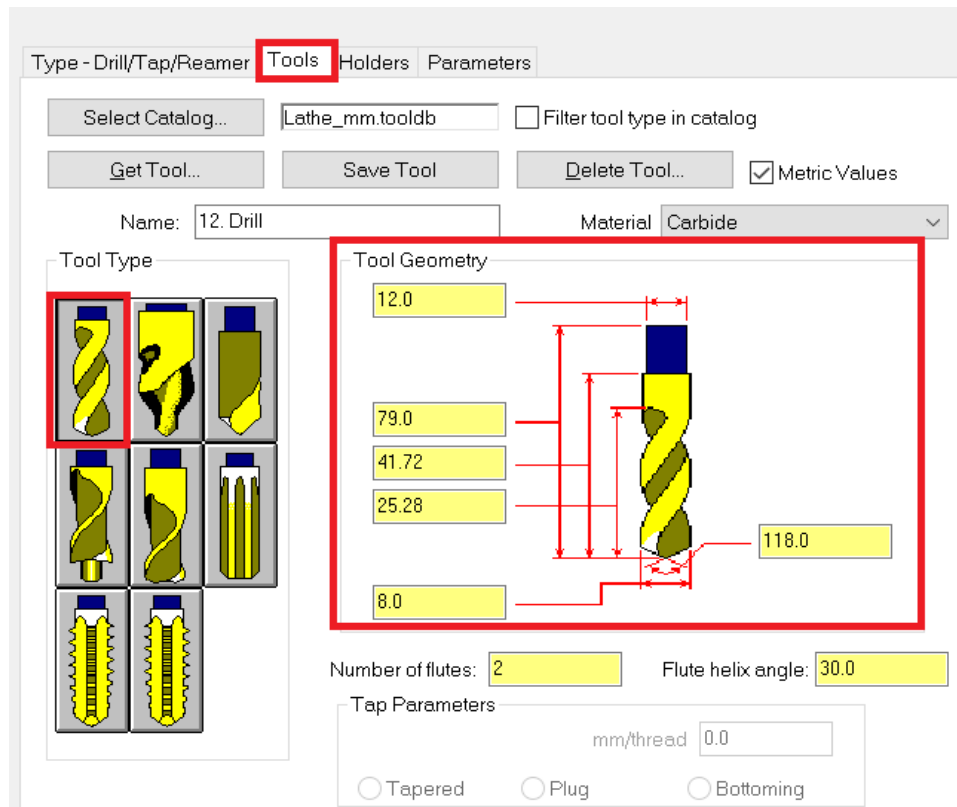 Type - Drill/Tap/Reamer Tools Holders Parameters
Select Catalog... Lathe_mm.tooldb Filter tool type in catalog
Get Tool... Save Tool Delete Tool... Metric Values
Name: 12. Drill Material Carbide
Tool Type Tool Geometry
12.0
79.0
41.72
25.28
118.0
8.0
Number of flutes: 2 Flute helix angle: 30.0
Tap Parameters
mm/thread 0.0
Tapered Plug Bottoming